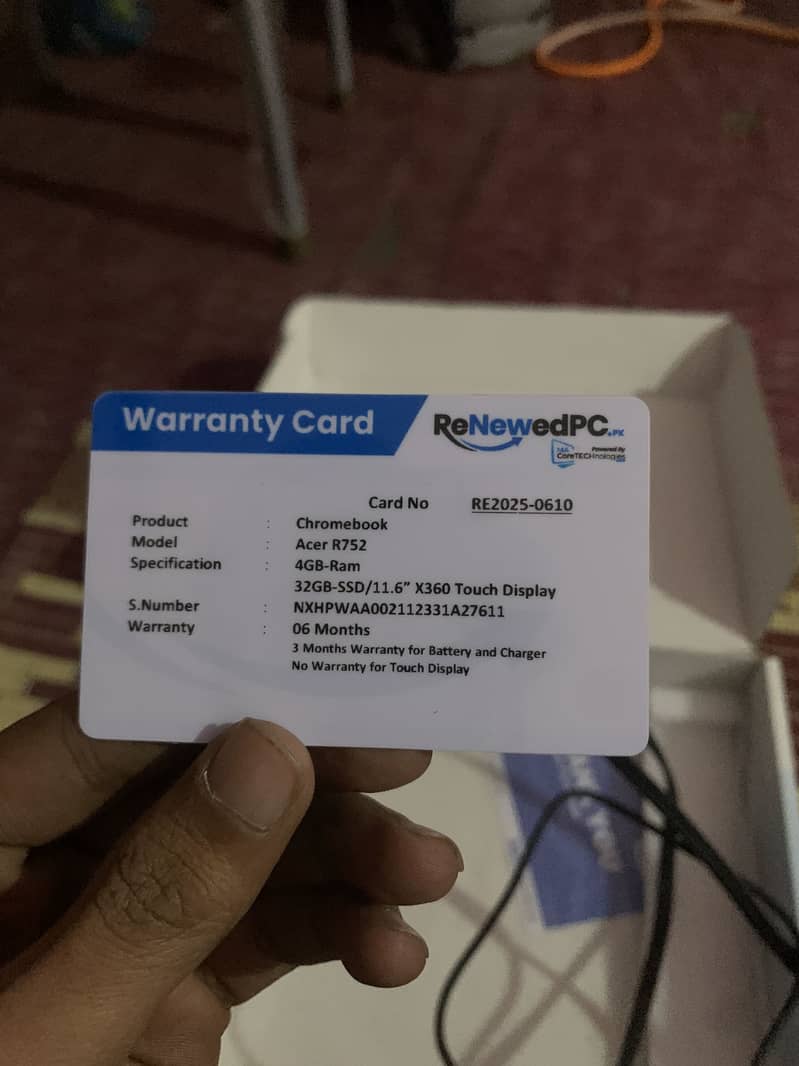 Warranty Card
ReNewedPC.PK
Powered By
CoreTECHnologies
Card No RE2025-0610
Product : Chromebook
Model : Acer R752
Specification : 4GB-Ram
32GB-SSD/11.6” X360 Touch Display
S.Number : NXHPWAA002112331A27611
Warranty : 06 Months
3 Months Warranty for Battery and Charger
No Warranty for Touch Display